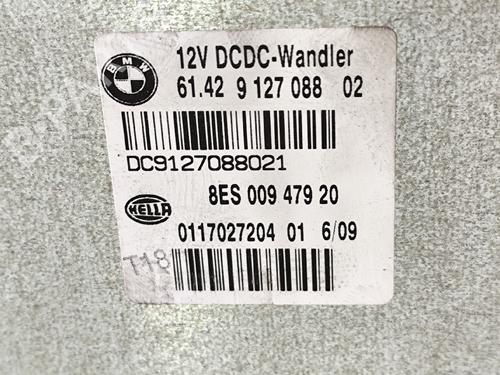 BMW
12V DCDC-Wandler
61.42 9 127 088 02
DC9127088021
8ES 009 479 20
HELLA
0117027204 01 6/09
T18